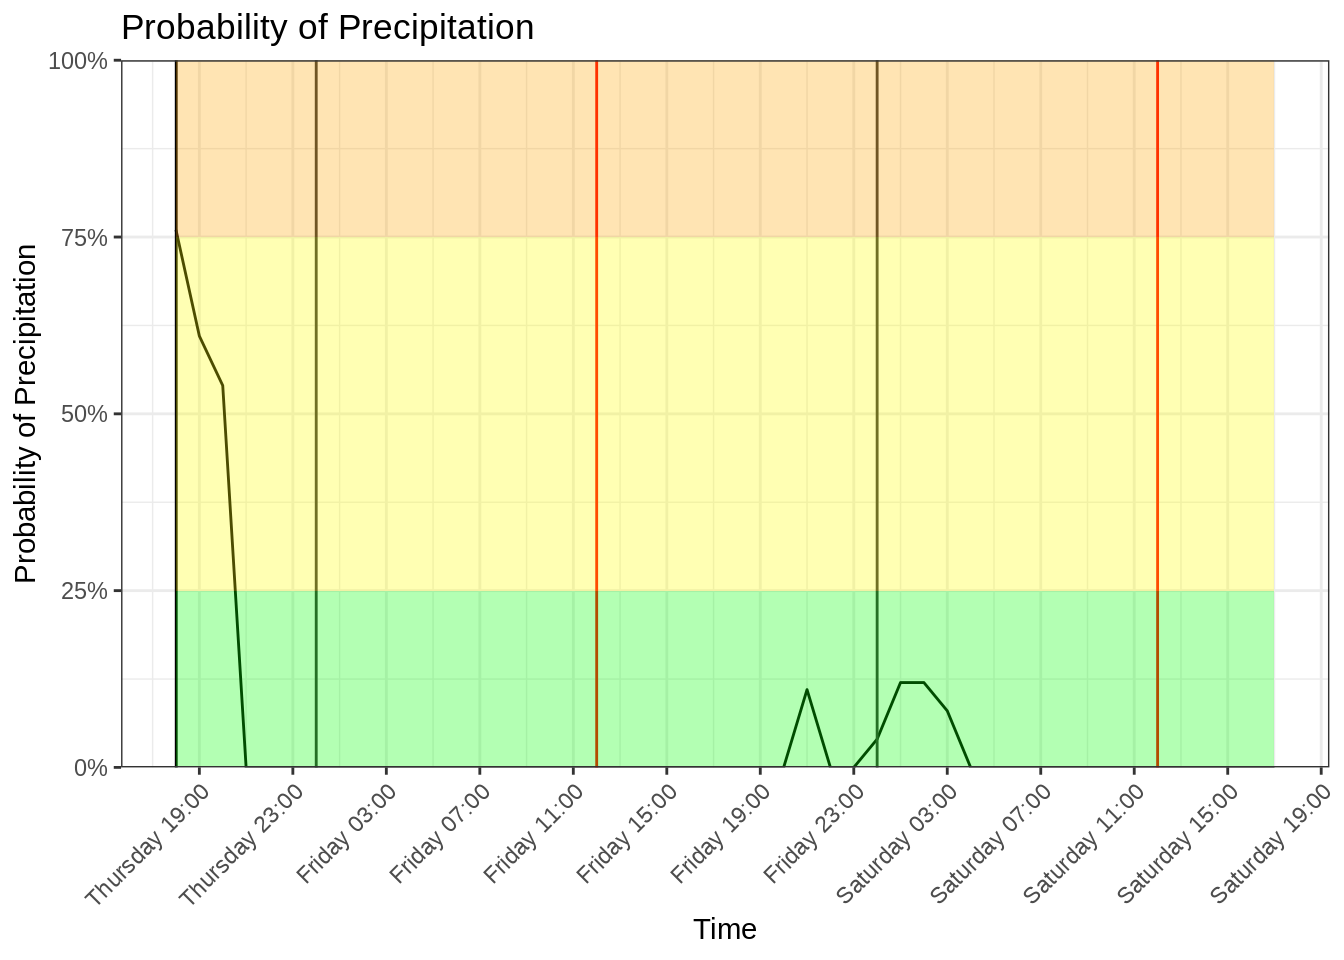 Probability of Precipitation
Probability of Precipitation
100%
75%
50%
25%
0%
Thursday 19:00
Thursday 23:00
Friday 03:00
Friday 07:00
Friday 11:00
Friday 15:00
Friday 19:00
Friday 23:00
Saturday 03:00
Saturday 07:00
Saturday 11:00
Saturday 15:00
Saturday 19:00
Time